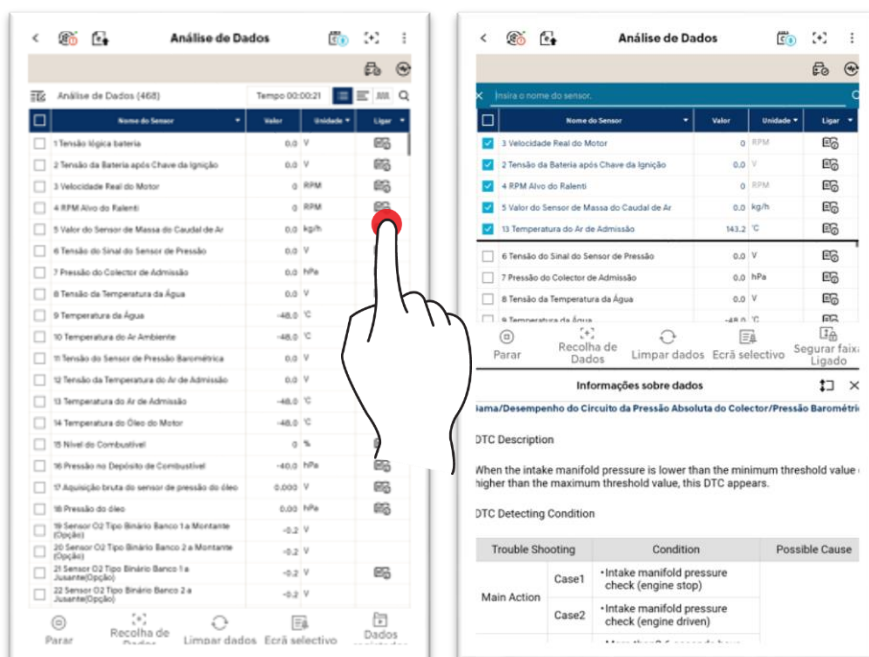 Análise de Dados
Análise de Dados (468)
Tempo 00:00:21
Nome do Sensor Valor Unidade Ligar
1 Tensão lógica bateria 0.0 V
2 Tensão da Bateria após Chave da Ignição 0.0 V
3 Velocidade Real do Motor 0 RPM
4 RPM Alvo do Ralenti 0 RPM
5 Valor do Sensor de Massa do Caudal de Ar 0.0 kg/h
6 Tensão do Sinal do Sensor de Pressão 0.0 V
7 Pressão do Colector de Admissão 0.0 hPa
8 Tensão da Temperatura da Água 0.0 V
9 Temperatura da Água -48.0 °C
10 Temperatura do Ar Ambiente -48.0 °C
11 Tensão do Sensor de Pressão Barométrica 0.0 V
12 Tensão da Temperatura do Ar de Admissão 0.0 V
13 Temperatura do Ar de Admissão -48.0 °C
14 Temperatura do Óleo do Motor -48.0 °C
15 Nível do Combustível 0 %
16 Pressão no Depósito de Combustível -40,0 hPa
17 Aquisição bruta do sensor de pressão do óleo 0.000 V
18 Pressão do óleo 0.00 hPa
19 Sensor O2 Tipo Binário Banco 1 a Montante
(Opção) -0.2 V
20 Sensor O2 Tipo Binário Banco 2 a Montante
(Opção) -0.2 V
21 Sensor O2 Tipo Binário Banco 1 a
Jusante(Opção) -0.2 V
22 Sensor O2 Tipo Binário Banco 2 a
Jusante(Opção) -0.2 V
Parar
Recolha de
Dados
Limpar dados
Ecrã selectivo
Dados
registados
Análise de Dados
Insira o nome do sensor.
Nome do Sensor Valor Unidade Ligar
3 Velocidade Real do Motor 0 RPM
2 Tensão da Bateria após Chave da Ignição 0.0 V
4 RPM Alvo do Ralenti 0 RPM
5 Valor do Sensor de Massa do Caudal de Ar 0.0 kg/h
13 Temperatura do Ar de Admissão 143.2 °C
6 Tensão do Sinal do Sensor de Pressão 0.0 V
7 Pressão do Colector de Admissão 0.0 hPa
8 Tensão da Temperatura da Água 0.0 V
9 Temperatura da Água -48.0 °C
Parar
Recolha de
Dados
Limpar dados
Ecrã selectivo
Segurar faixa
Ligado
Informações sobre dados
Gama/Desempenho do Circuito da Pressão Absoluta do Colector/Pressão Barométri
DTC Description
When the intake manifold pressure is lower than the minimum threshold value
higher than the maximum threshold value, this DTC appears.
DTC Detecting Condition
Trouble Shooting Condition Possible Cause
Main Action
Case1
•Intake manifold pressure
check (engine stop)
Case2
•Intake manifold pressure
check (engine driven)